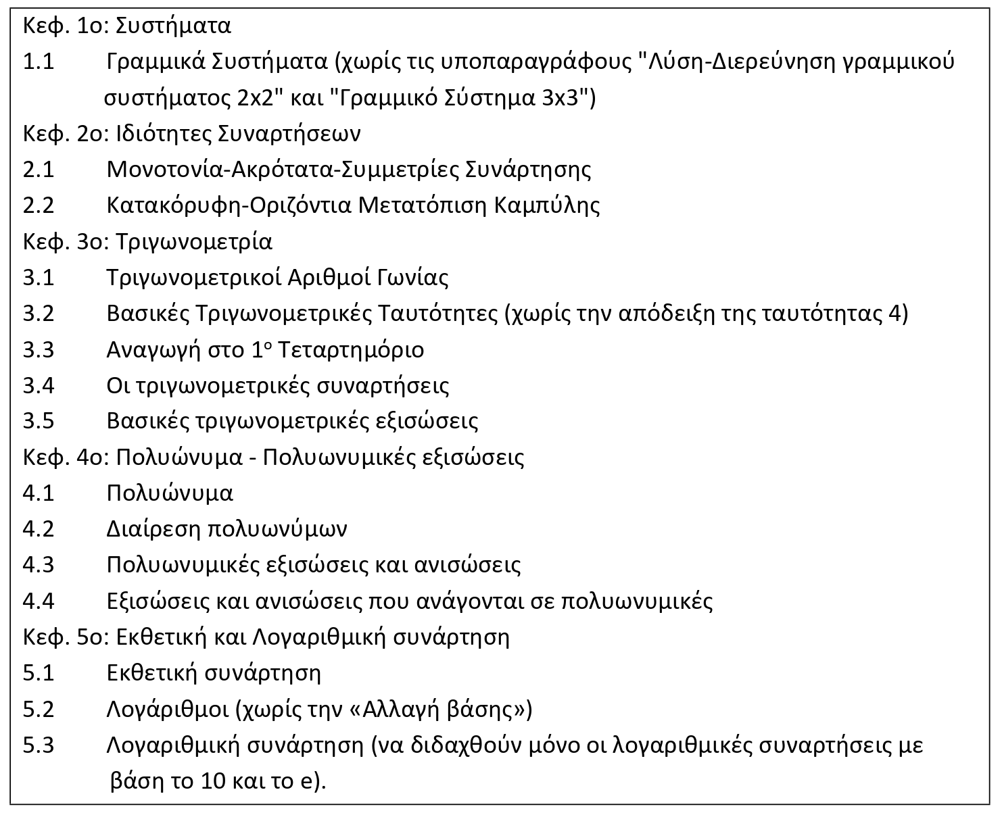 Κεφ. 1ο: Συστήματα
1.1 Γραμμικά Συστήματα (χωρίς τις υποπαραγράφους "Λύση-Διερεύνηση γραμμικού
συστήματος 2x2" και "Γραμμικό Σύστημα 3x3")
Κεφ. 2ο: Ιδιότητες Συναρτήσεων
2.1 Μονοτονία-Ακρότατα-Συμμετρίες Συνάρτησης
2.2 Κατακόρυφη-Οριζόντια Μετατόπιση Καμπύλης
Κεφ. 3ο: Τριγωνομετρία
3.1 Τριγωνομετρικοί Αριθμοί Γωνίας
3.2 Βασικές Τριγωνομετρικές Ταυτότητες (χωρίς την απόδειξη της ταυτότητας 4)
3.3 Αναγωγή στο 1ο Τεταρτημόριο
3.4 Οι τριγωνομετρικές συναρτήσεις
3.5 Βασικές τριγωνομετρικές εξισώσεις
Κεφ. 4ο: Πολυώνυμα - Πολυωνυμικές εξισώσεις
4.1 Πολυώνυμα
4.2 Διαίρεση πολυωνύμων
4.3 Πολυωνυμικές εξισώσεις και ανισώσεις
4.4 Εξισώσεις και ανισώσεις που ανάγονται σε πολυωνυμικές
Κεφ. 5ο: Εκθετική και Λογαριθμική συνάρτηση
5.1 Εκθετική συνάρτηση
5.2 Λογάριθμοι (χωρίς την «Αλλαγή βάσης»)
5.3 Λογαριθμική συνάρτηση (να διδαχθούν μόνο οι λογαριθμικές συναρτήσεις με
βάση το 10 και το e).